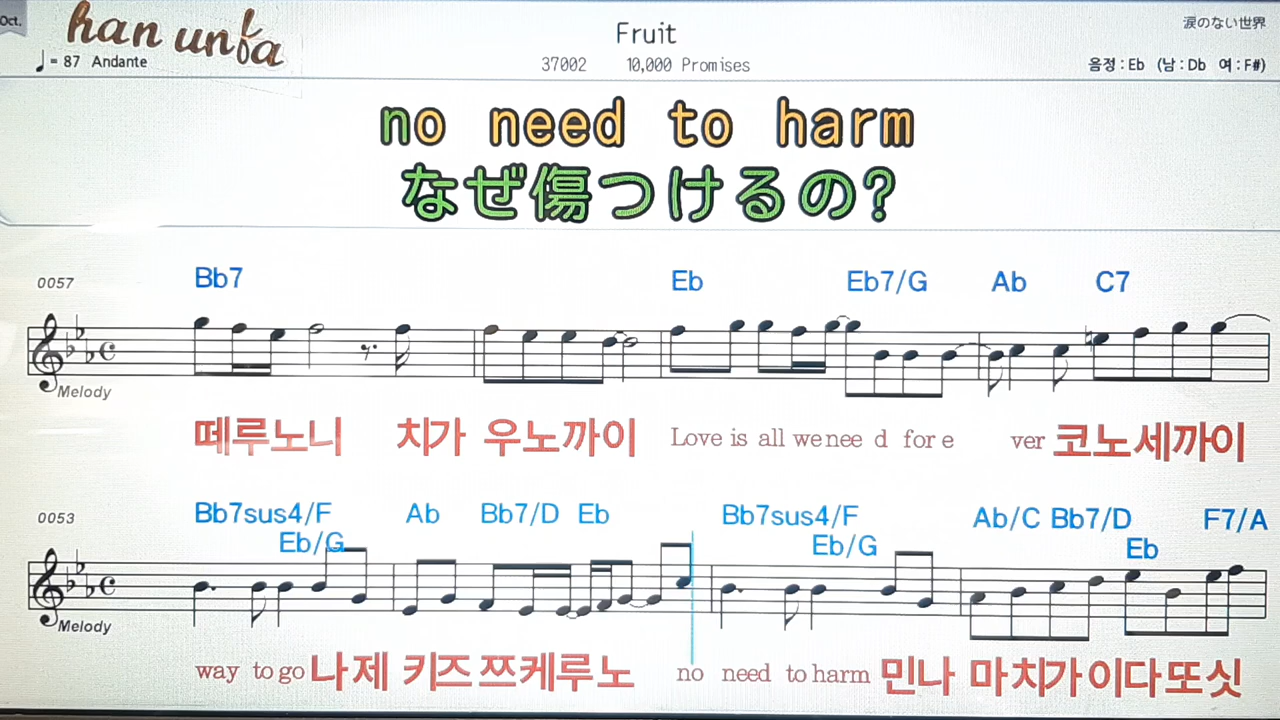 Oct.
han unfa
Fruit
涙のない世界
♩= 87 Andante
37002 10,000 Promises
음정 : Eb (남 : Db 여 : F#)
no need to harm
なぜ傷つけるの?
0057
Bb7 Eb Eb7/G Ab C7
Melody
떼루노니 치가 우노까이 Love is all we nee d for e ver 코노세까이
0053
Bb7sus4/F Ab Bb7/D Eb Bb7sus4/F Ab/C Bb7/D F7/A
Eb/G Eb/G Eb
Melody
way to go 나제 키즈쯔케루노 no need to harm 민나 마치가이다또싯